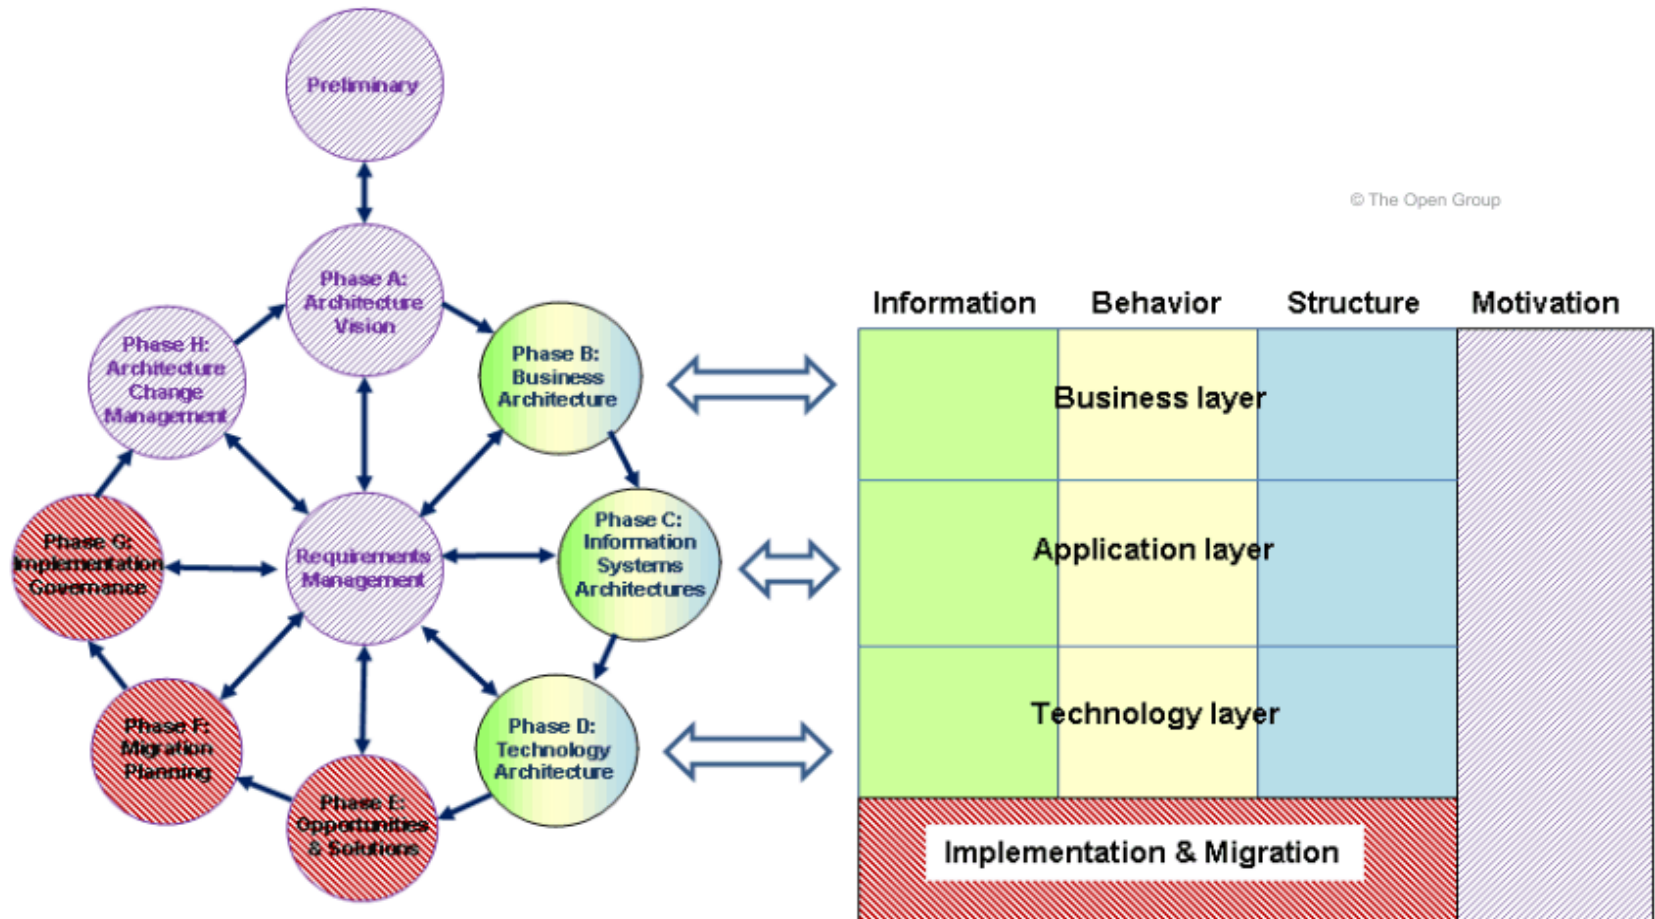 Preliminary
© The Open Group
Phase A:
Architecture
Vision
Phase B:
Business
Architecture
Phase C:
Information
Systems
Architectures
Phase D:
Technology
Architecture
Phase E:
Opportunities
& Solutions
Phase F:
Migration
Planning
Phase G:
Implementation
Governance
Phase H:
Architecture
Change
Management
Requirements
Management
Information Behavior Structure Motivation
Business layer
Application layer
Technology layer
Implementation & Migration